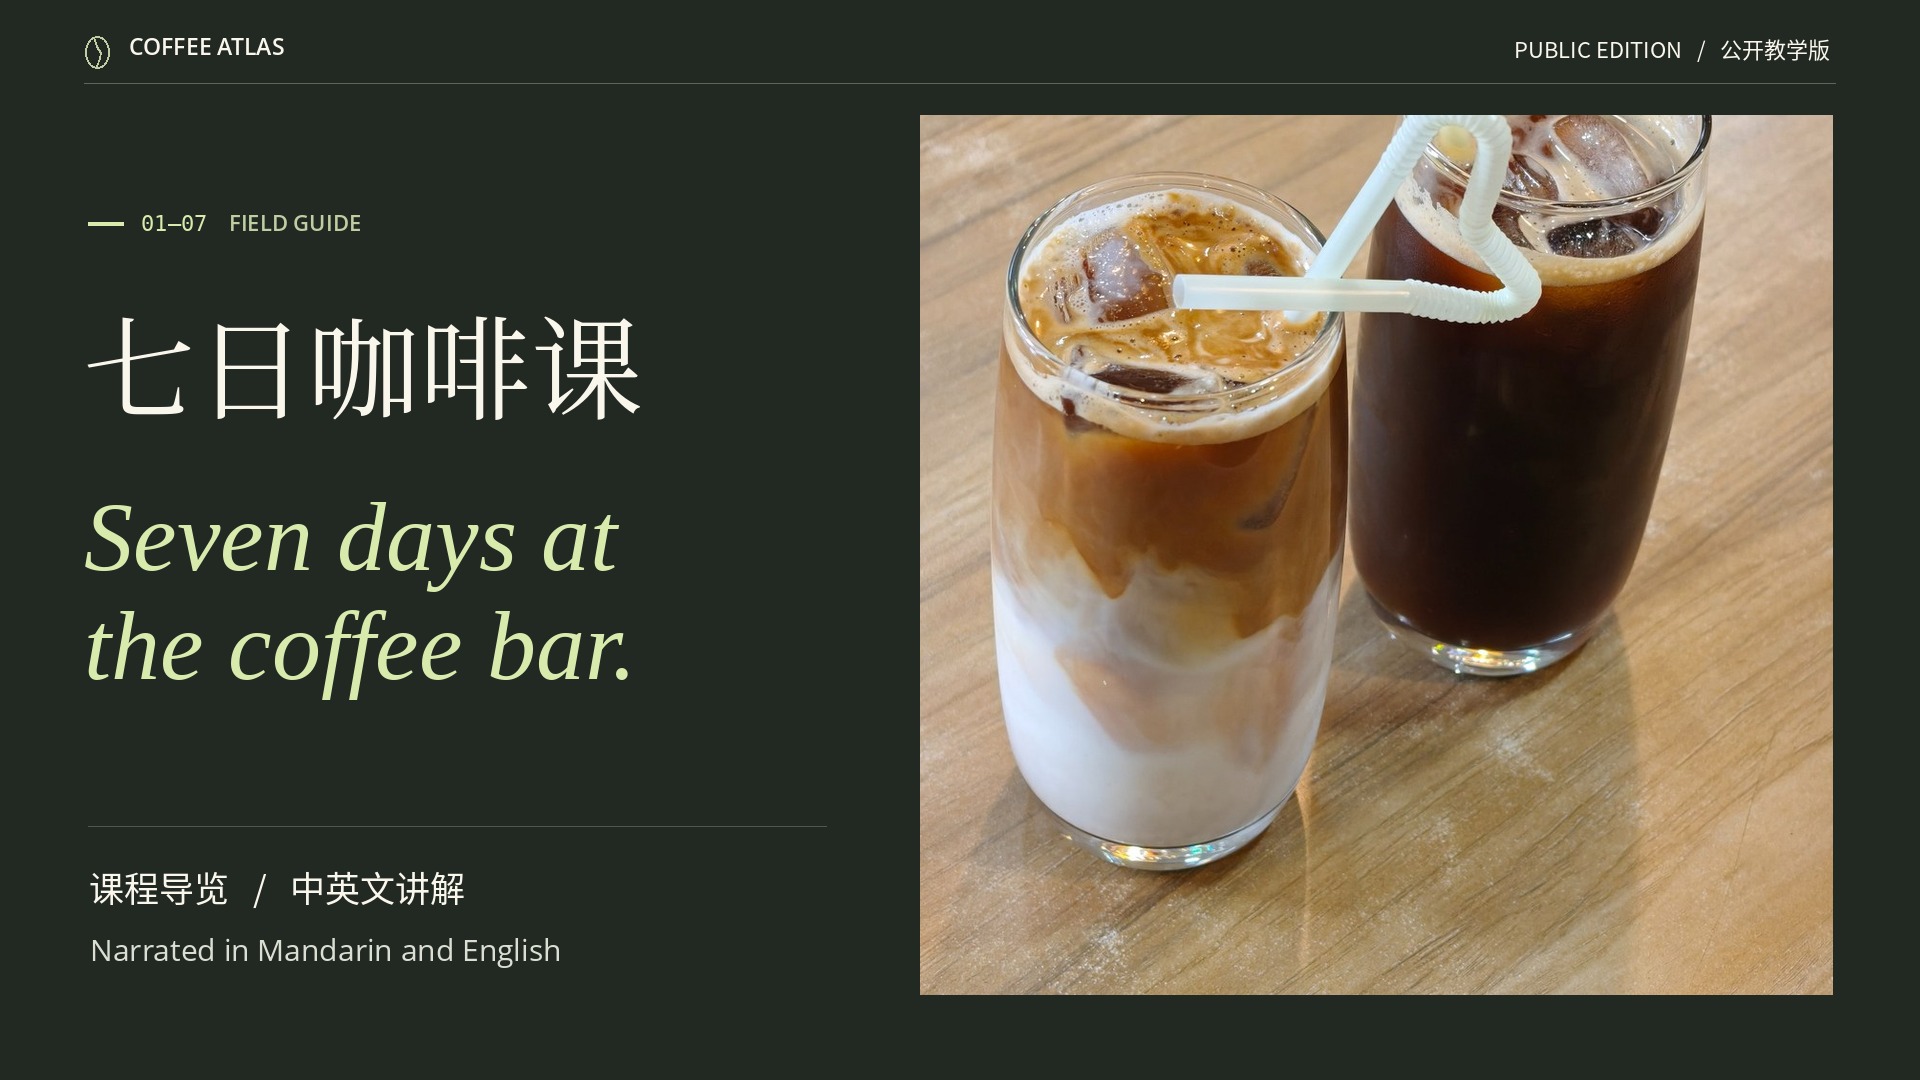 COFFEE ATLAS
PUBLIC EDITION / 公开教学版
01—07 FIELD GUIDE
七日咖啡课
Seven days at
the coffee bar.
课程导览 / 中英文讲解
Narrated in Mandarin and English